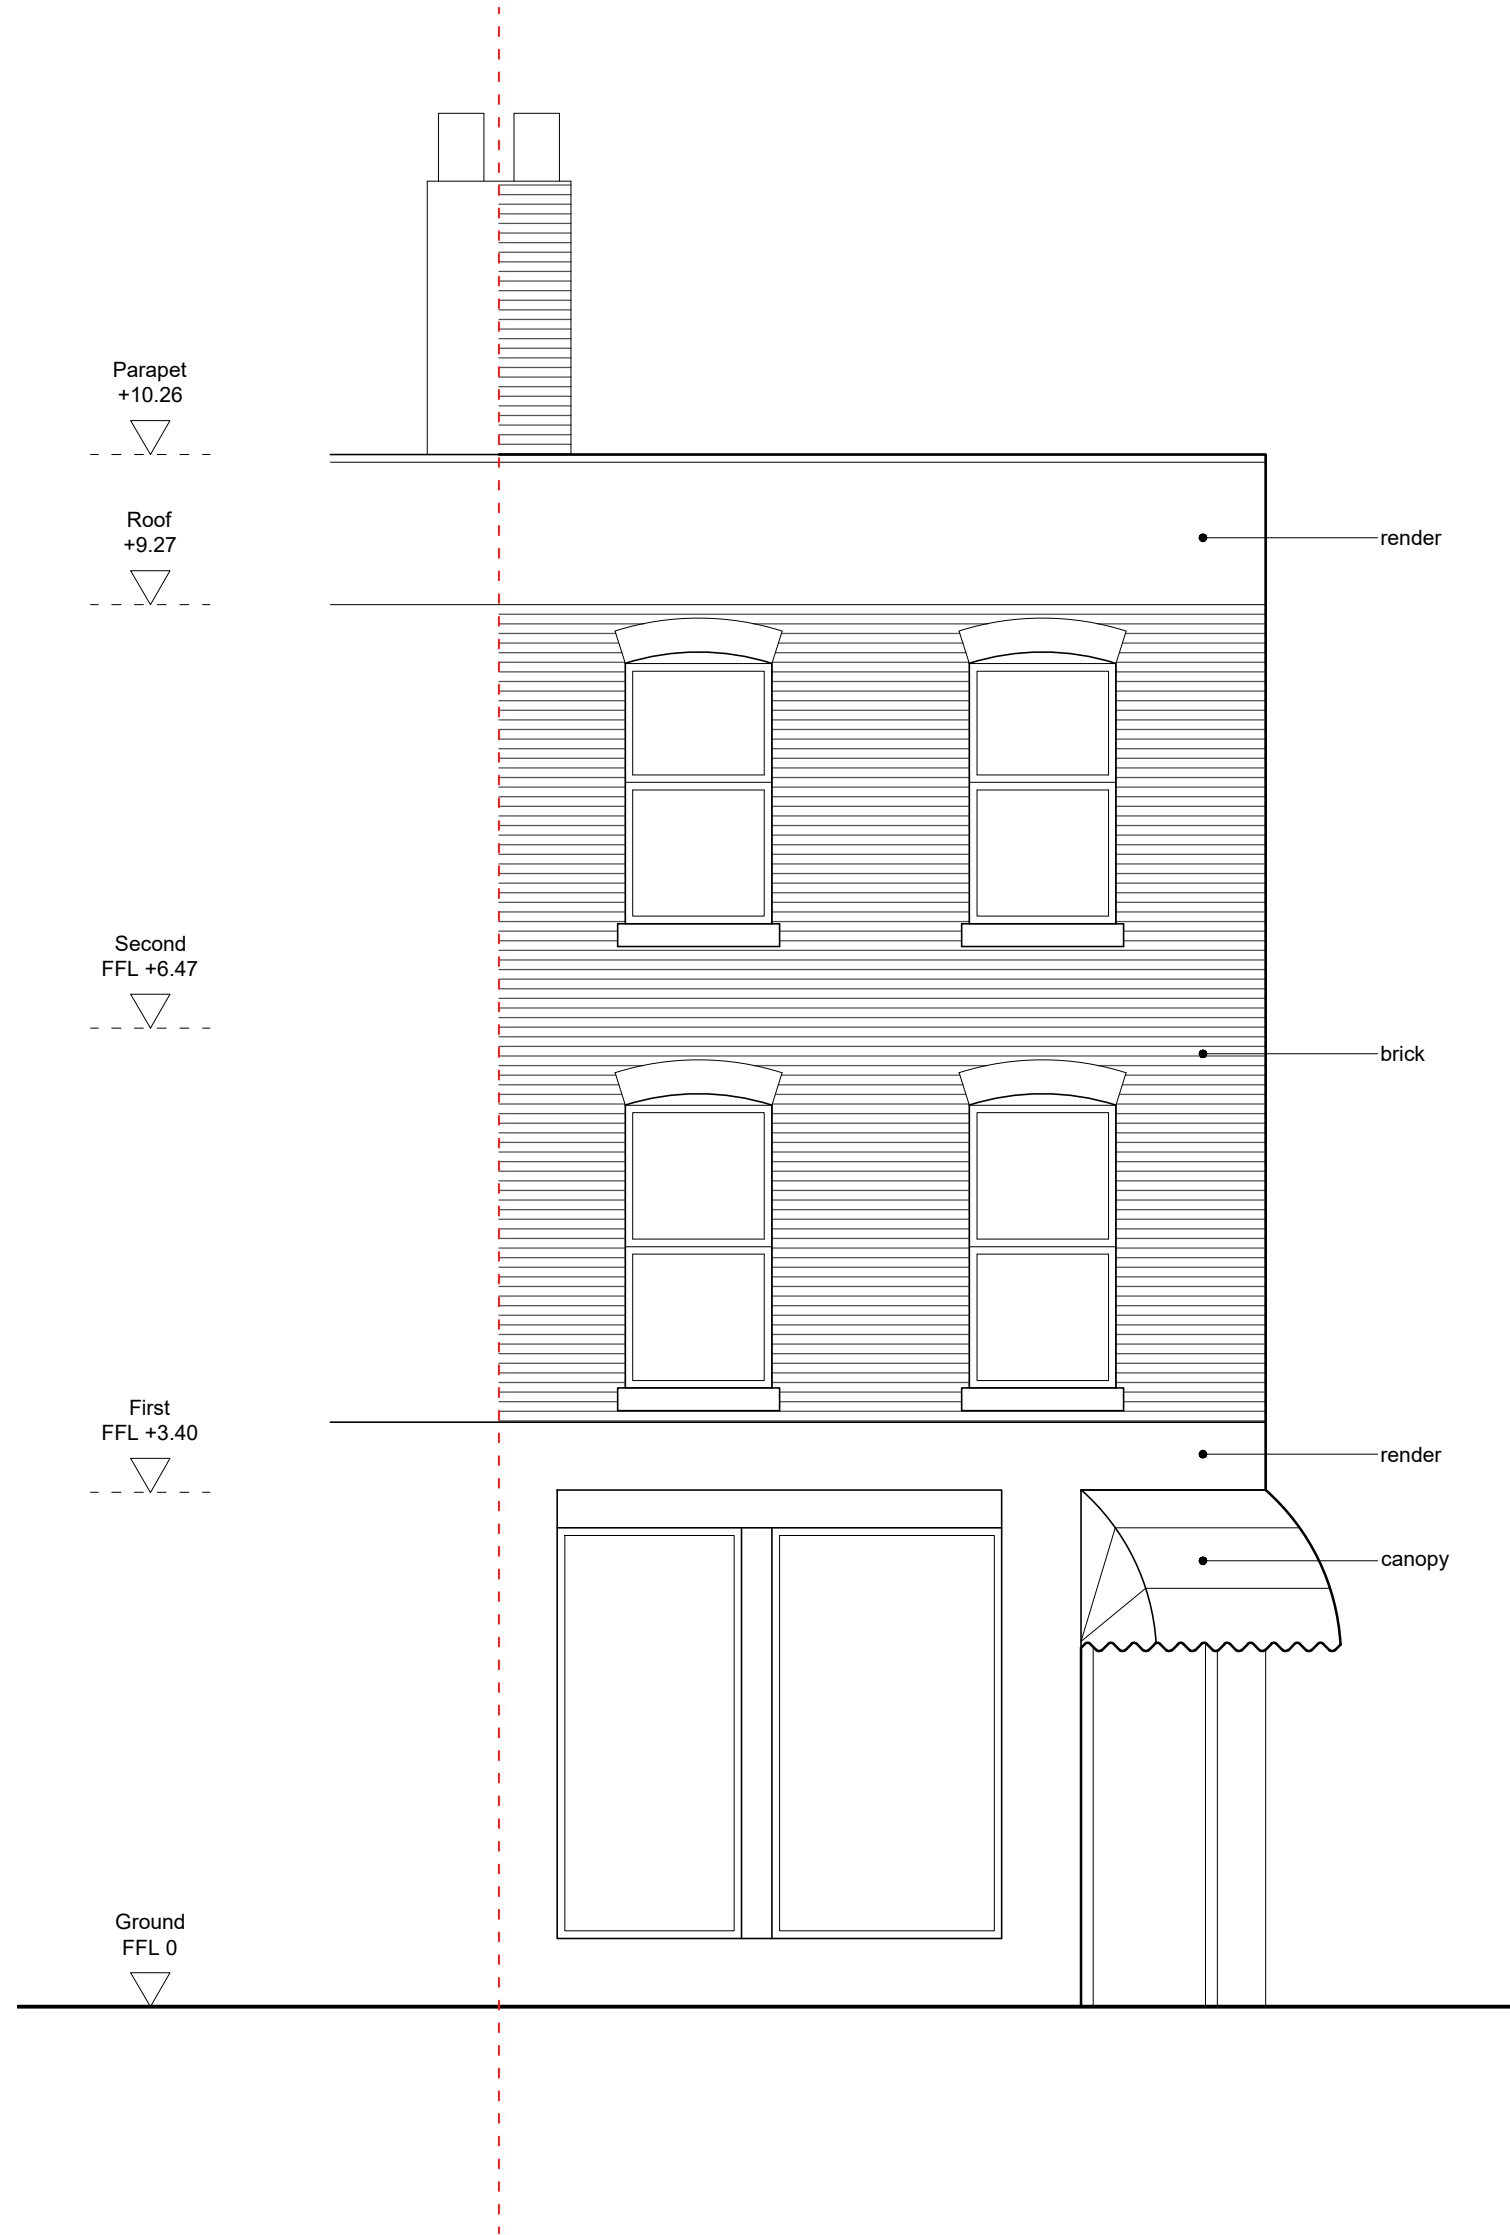 Parapet
+10.26
Roof
+9.27
render
Second
FFL +6.47
brick
First
FFL +3.40
render
canopy
Ground
FFL 0